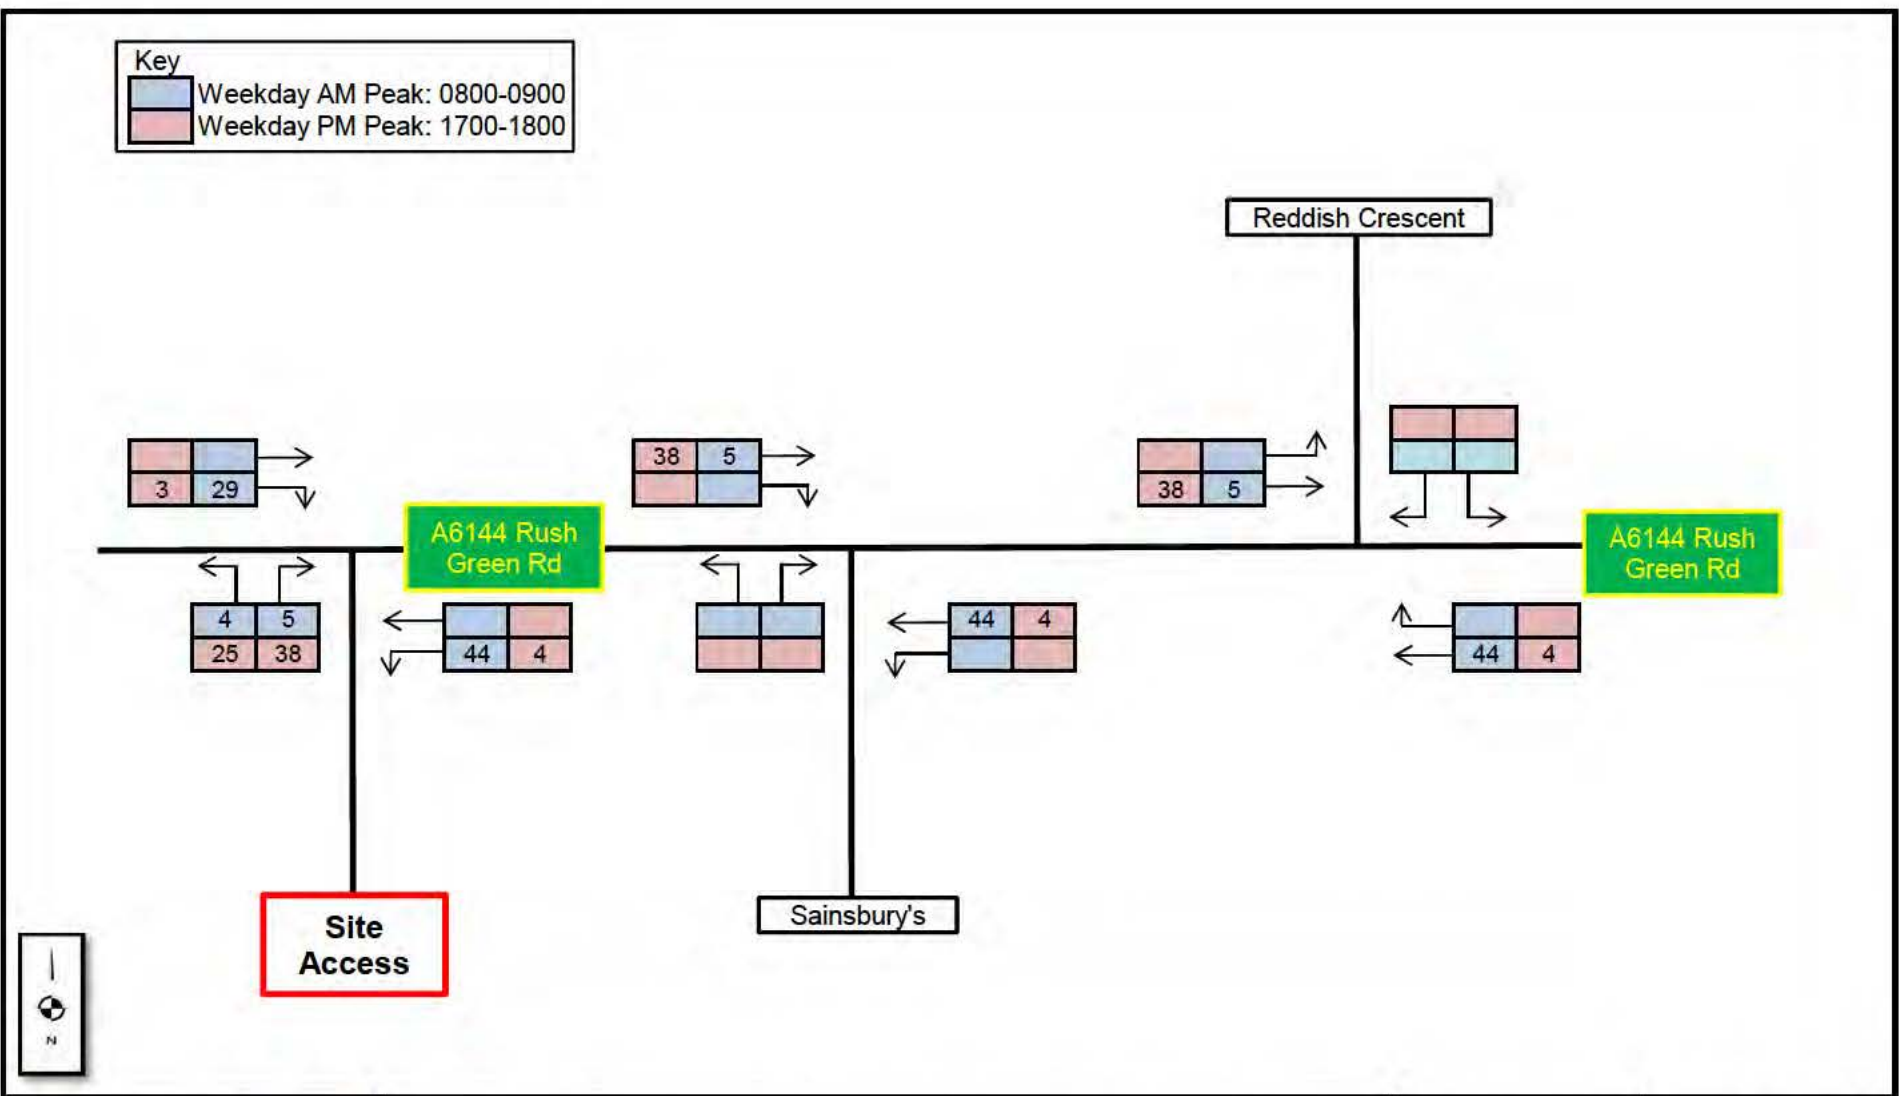 Key
Weekday AM Peak: 0800-0900
Weekday PM Peak: 1700-1800
Reddish Crescent
38 5
3 29
38 5
A6144 Rush
Green Rd
A6144 Rush
Green Rd
4 5
25 38
44 4
44 4
44 4
Site
Access
Sainsbury's
N